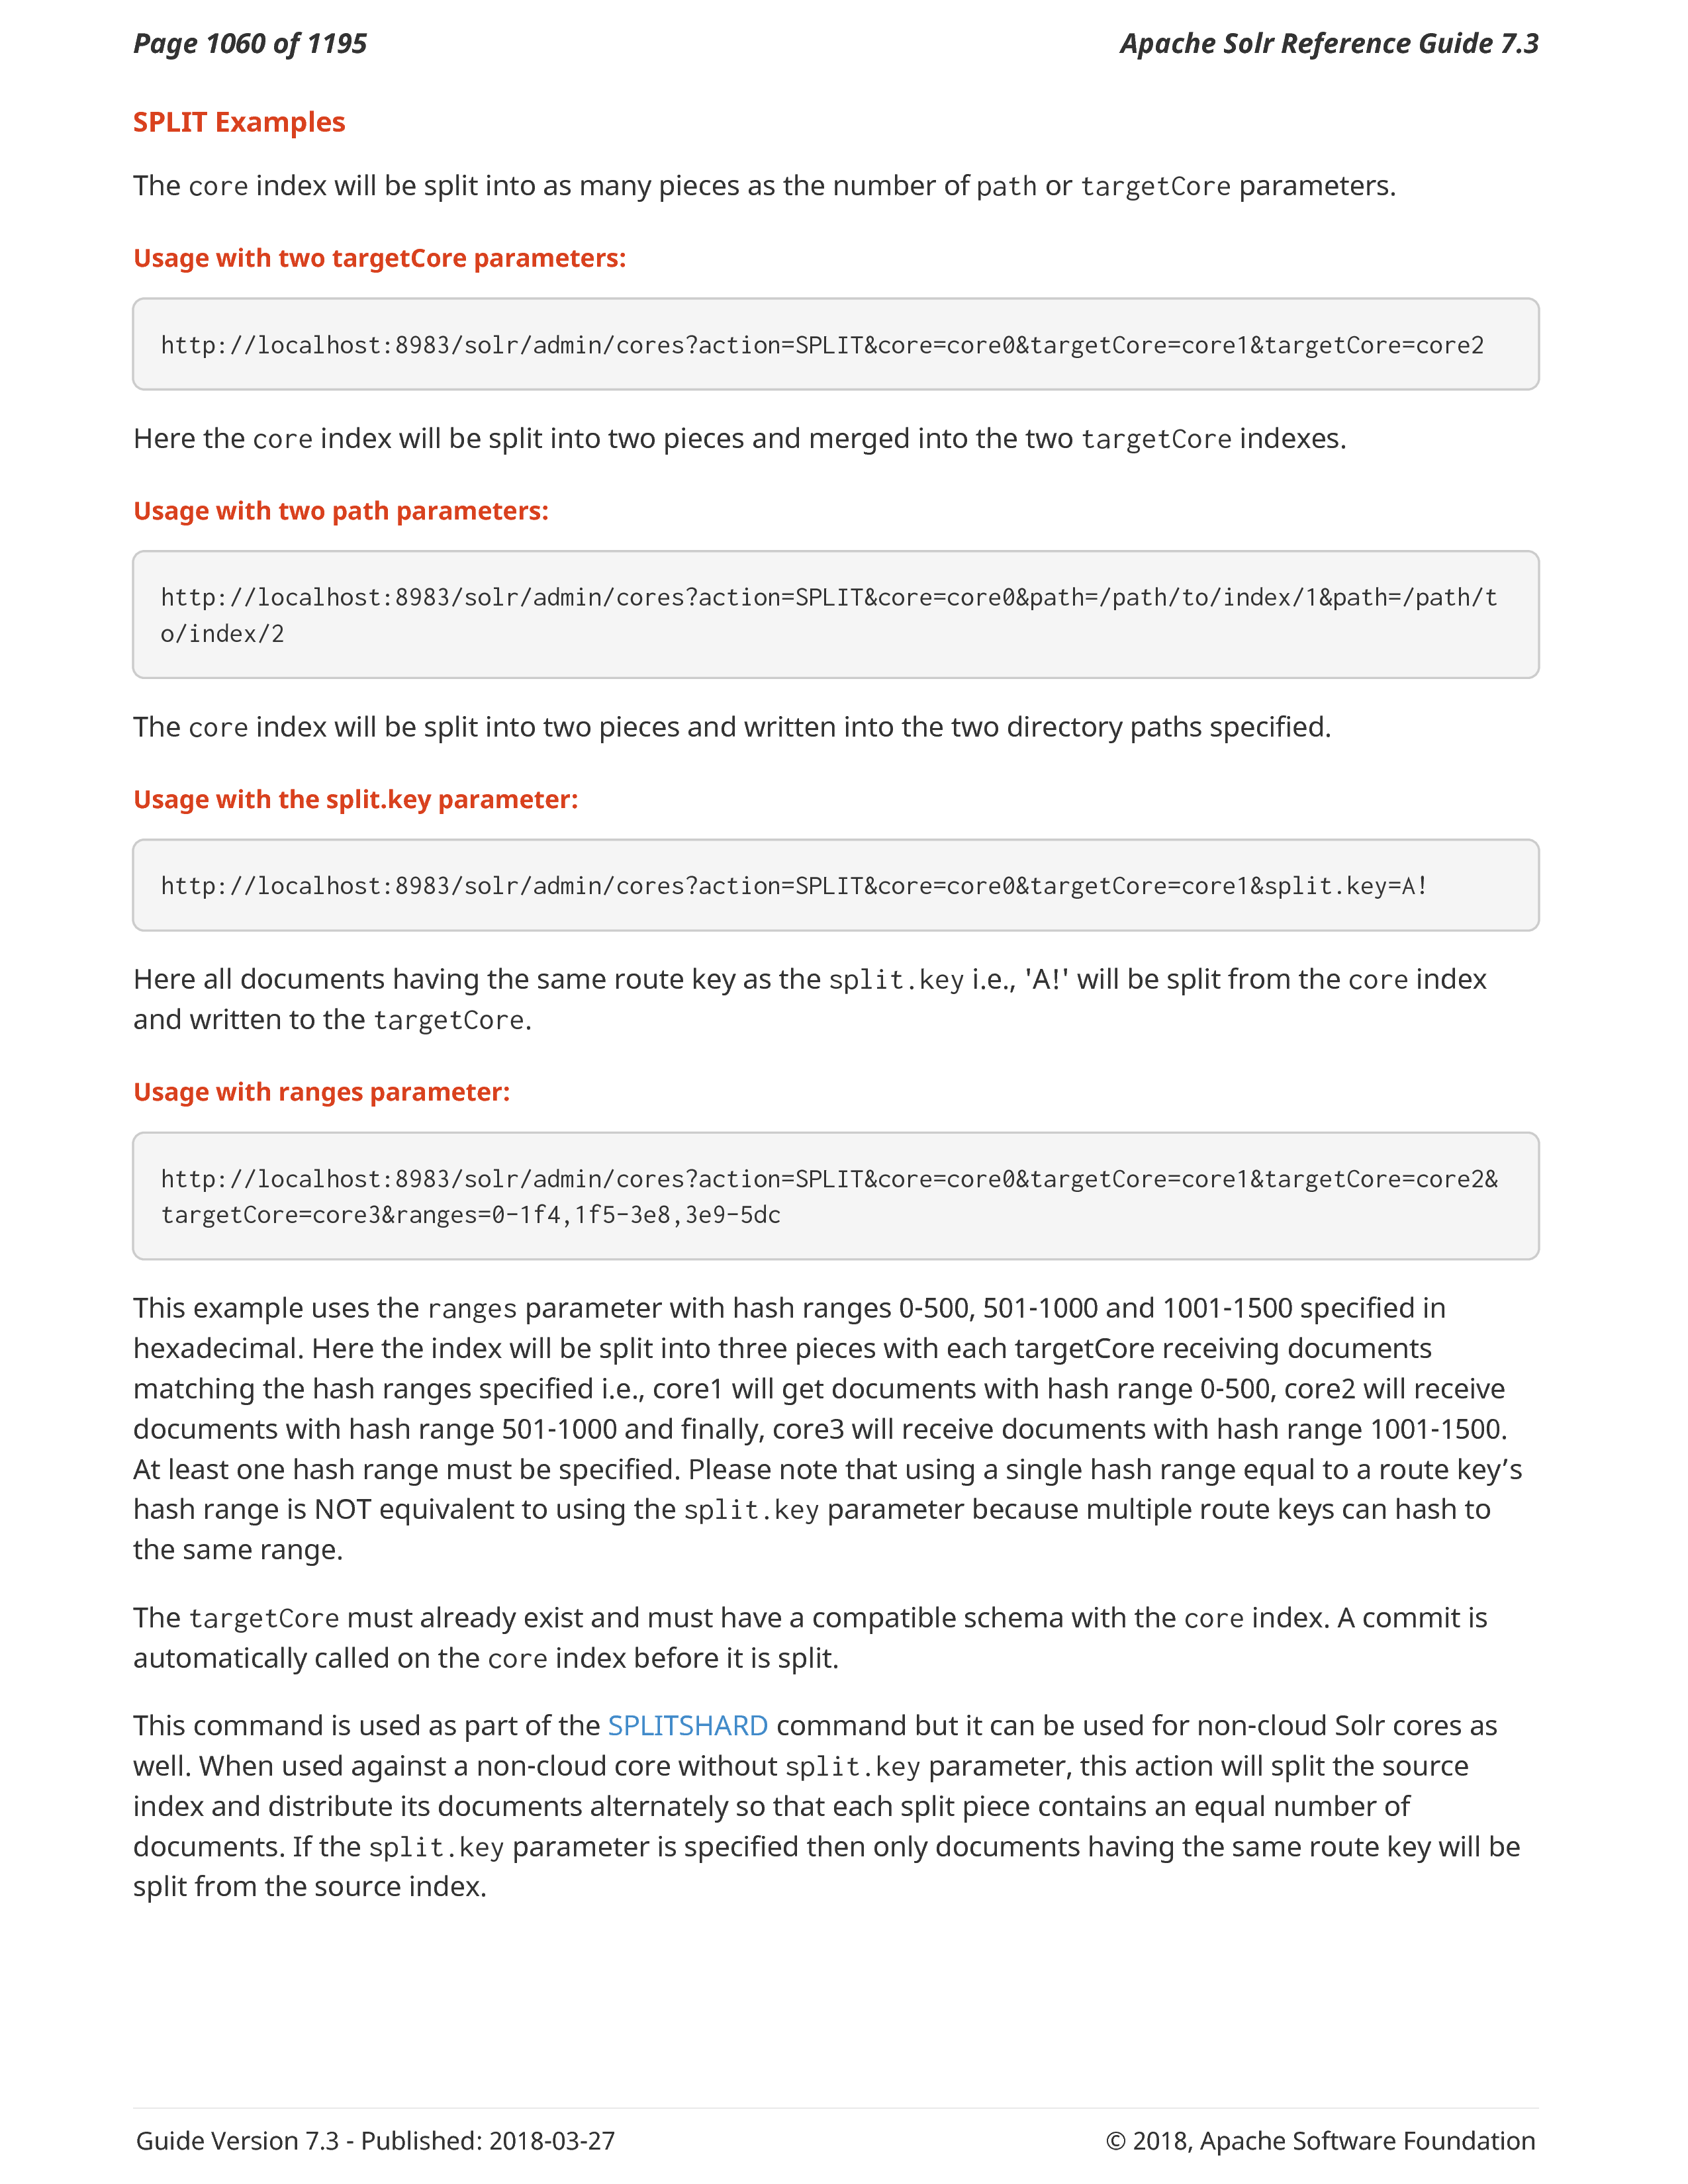 Page 1060 of 1195
Apache Solr Reference Guide 7.3
SPLIT Examples
The core index will be split into as many pieces as the number of path or targetCore parameters.
Usage with two targetCore parameters:
http://localhost:8983/solr/admin/cores?action=SPLIT&core=core0&targetCore=core1&targetCore=core2
Here the core index will be split into two pieces and merged into the two targetCore indexes.
Usage with two path parameters:
http://localhost:8983/solr/admin/cores?action=SPLIT&core=core0&path=/path/to/index/1&path=/path/t
o/index/2
The core index will be split into two pieces and written into the two directory paths specified.
Usage with the split.key parameter:
http://localhost:8983/solr/admin/cores?action=SPLIT&core=core0&targetCore=core1&split.key=A!
Here all documents having the same route key as the split.key i.e., 'A!' will be split from the core index
and written to the targetCore.
Usage with ranges parameter:
http://localhost:8983/solr/admin/cores?action=SPLIT&core=core0&targetCore=core1&targetCore=core2&
targetCore=core3&ranges=0-1f4,1f5-3e8,3e9-5dc
This example uses the ranges parameter with hash ranges 0-500, 501-1000 and 1001-1500 specified in
hexadecimal. Here the index will be split into three pieces with each targetCore receiving documents
matching the hash ranges specified i.e., core1 will get documents with hash range 0-500, core2 will receive
documents with hash range 501-1000 and finally, core3 will receive documents with hash range 1001-1500.
At least one hash range must be specified. Please note that using a single hash range equal to a route key’s
hash range is NOT equivalent to using the split.key parameter because multiple route keys can hash to
the same range.
The targetCore must already exist and must have a compatible schema with the core index. A commit is
automatically called on the core index before it is split.
This command is used as part of the SPLITSHARD command but it can be used for non-cloud Solr cores as
well. When used against a non-cloud core without split.key parameter, this action will split the source
index and distribute its documents alternately so that each split piece contains an equal number of
documents. If the split.key parameter is specified then only documents having the same route key will be
split from the source index.
Guide Version 7.3 - Published: 2018-03-27
© 2018, Apache Software Foundation